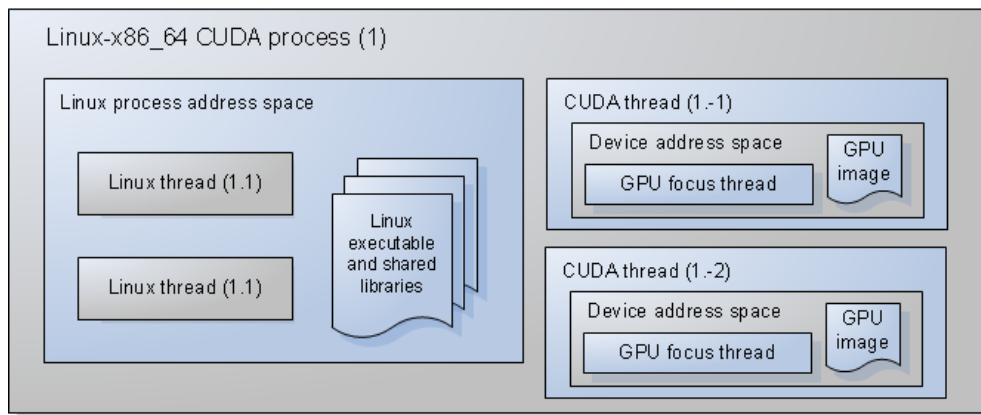 Linux-x86_64 CUDA process (1)
Linux process address space
Linux thread (1.1)
Linux thread (1.1)
Linux
executable
and shared
libraries
CUDA thread (1.-1)
Device address space
GPU focus thread
GPU
image
CUDA thread (1.-2)
Device address space
GPU focus thread
GPU
image